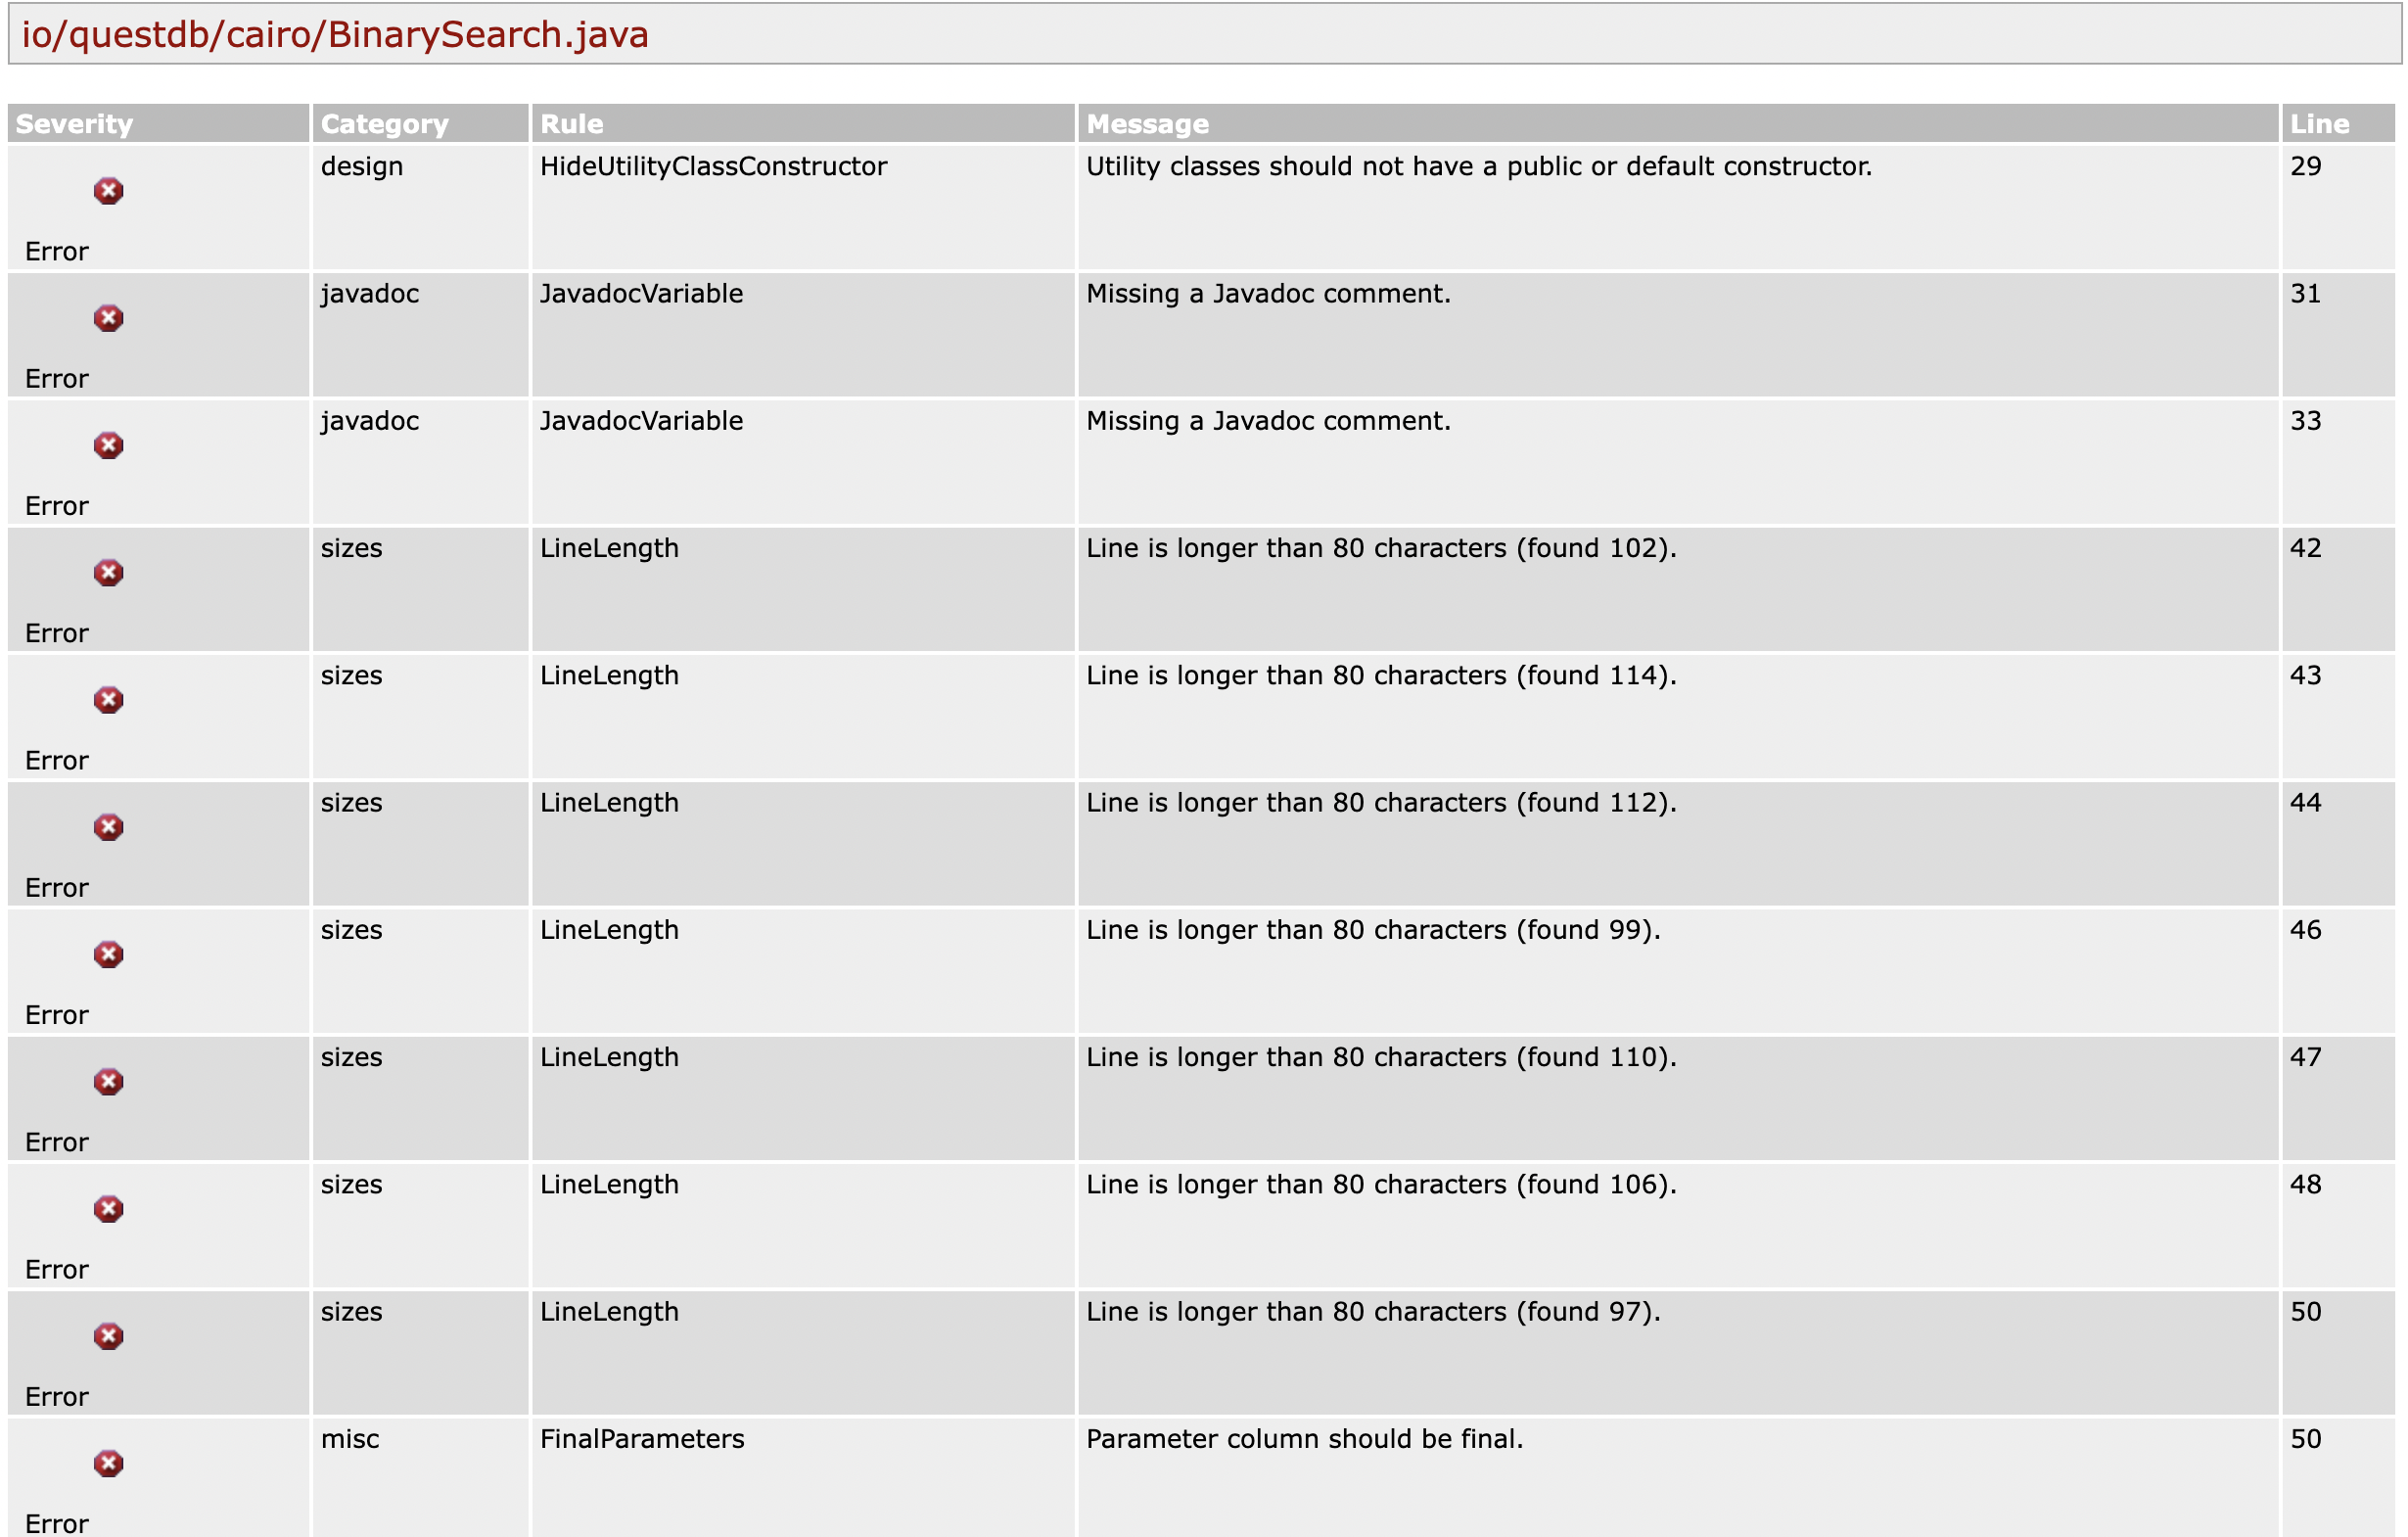 io/questdb/cairo/BinarySearch.java
Severity Category Rule Message Line
design HideUtilityClassConstructor Utility classes should not have a public or default constructor. 29
Error
javadoc JavadocVariable Missing a Javadoc comment. 31
Error
javadoc JavadocVariable Missing a Javadoc comment. 33
Error
sizes LineLength Line is longer than 80 characters (found 102). 42
Error
sizes LineLength Line is longer than 80 characters (found 114). 43
Error
sizes LineLength Line is longer than 80 characters (found 112). 44
Error
sizes LineLength Line is longer than 80 characters (found 99). 46
Error
sizes LineLength Line is longer than 80 characters (found 110). 47
Error
sizes LineLength Line is longer than 80 characters (found 106). 48
Error
sizes LineLength Line is longer than 80 characters (found 97). 50
Error
misc FinalParameters Parameter column should be final. 50
Error